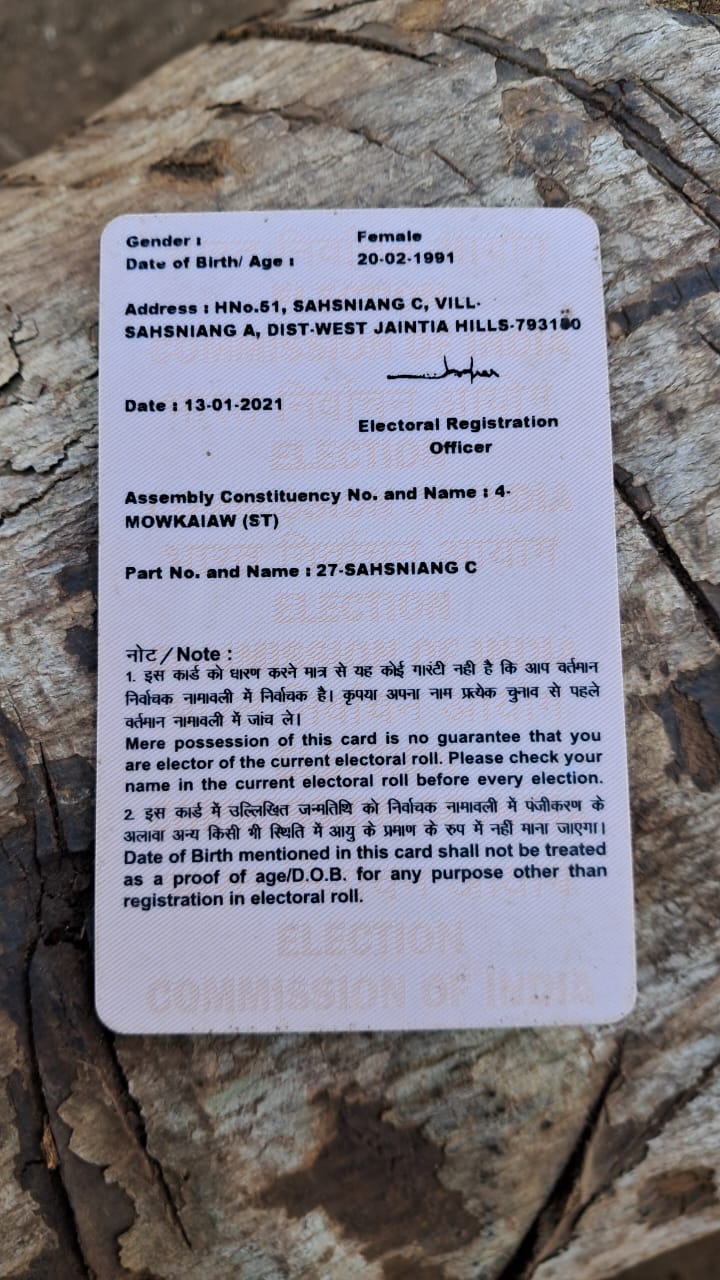 Gender : Female
Date of Birth/ Age : 20-02-1991
Address : HNo.51, SAHSNIANG C, VILL-
SAHSNIANG A, DIST-WEST JAINTIA HILLS-793150
Date : 13-01-2021
Electoral Registration
Officer
Assembly Constituency No. and Name : 4-
MOWKAIAW (ST)
Part No. and Name : 27-SAHSNIANG C
नोट / Note :
1. इस कार्ड को धारण करने मात्र से यह कोई गारंटी नही है कि आप वर्तमान
निर्वाचक नामावली में निर्वाचक है। कृपया अपना नाम प्रत्येक चुनाव से पहले
वर्तमान नामावली में जांच ले।
Mere possession of this card is no guarantee that you
are elector of the current electoral roll. Please check your
name in the current electoral roll before every election.
2. इस कार्ड में उल्लिखित जन्मतिथि को निर्वाचक नामावली में पंजीकरण के
अलावा अन्य किसी भी स्थिति में आयु के प्रमाण के रुप में नहीं माना जाएगा।
Date of Birth mentioned in this card shall not be treated
as a proof of age/D.O.B. for any purpose other than
registration in electoral roll.
ELECTION
COMMISSION OF INDIA